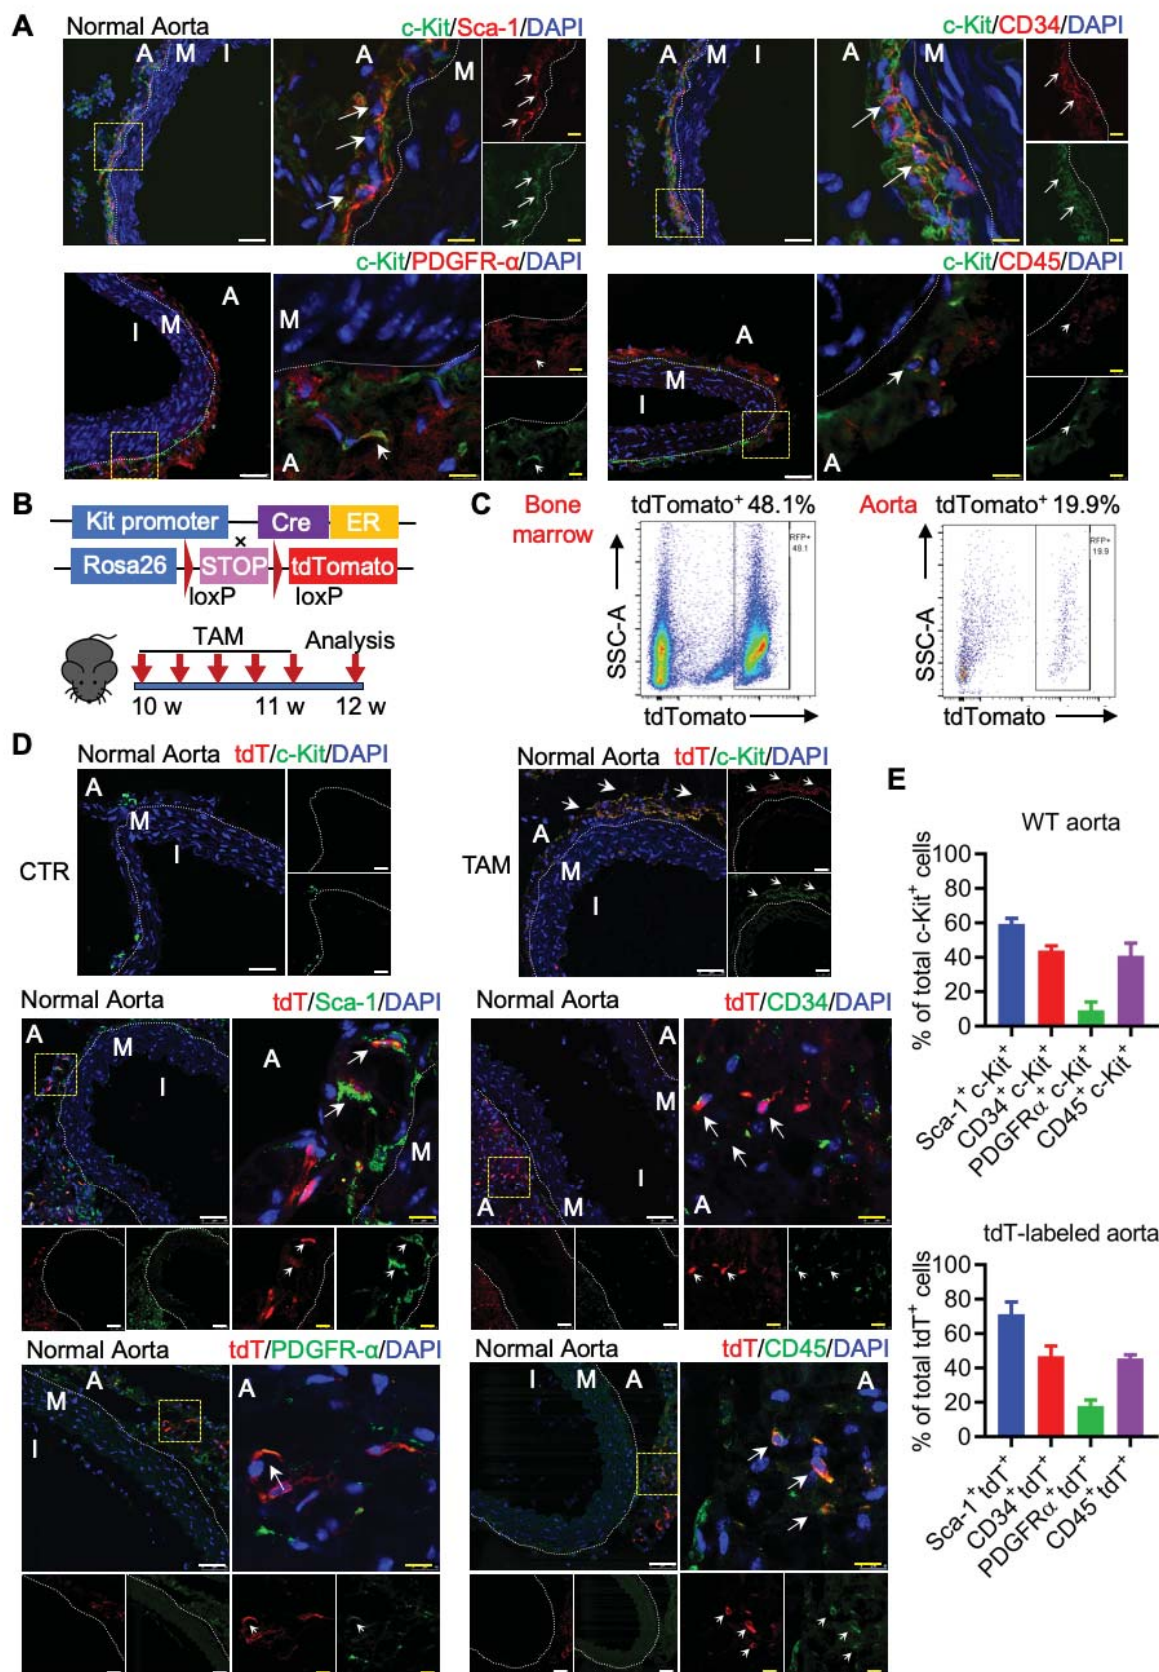 A
Normal Aorta
c-Kit/Sca-1/DAPI
c-Kit/CD34/DAPI
A M I
A
M
A M I
A M
c-Kit/PDGFR-α/DAPI
c-Kit/CD45/DAPI
A
I M
M
A
A
M
I
A
B
Kit promoter
Cre
ER
×
Rosa26
STOP
tdTomato
loxP
loxP
TAM
Analysis
10 w
11 w
12 w
C
Bone marrow
tdTomato⁺ 48.1%
Aorta
tdTomato⁺ 19.9%
RFP+
48.1
RFP+
19.9
SSC-A
SSC-A
tdTomato
tdTomato
D
Normal Aorta
tdT/c-Kit/DAPI
Normal Aorta
tdT/c-Kit/DAPI
CTR
A
M
I
TAM
A
M
I
Normal Aorta
tdT/Sca-1/DAPI
Normal Aorta
tdT/CD34/DAPI
A
M
I
A
M
A
M
I
A
M
A
Normal Aorta
tdT/PDGFR-α/DAPI
Normal Aorta
tdT/CD45/DAPI
A
M
I
A
I M A
A
E
WT aorta
% of total c-Kit⁺ cells
100
80
60
40
20
0
Sca-1⁺ c-Kit⁺
CD34⁺ c-Kit⁺
PDGFRα⁺ c-Kit⁺
CD45⁺ c-Kit⁺
tdT-labeled aorta
% of total tdT⁺ cells
100
80
60
40
20
0
Sca-1⁺ tdT⁺
CD34⁺ tdT⁺
PDGFRα⁺ tdT⁺
CD45⁺ tdT⁺